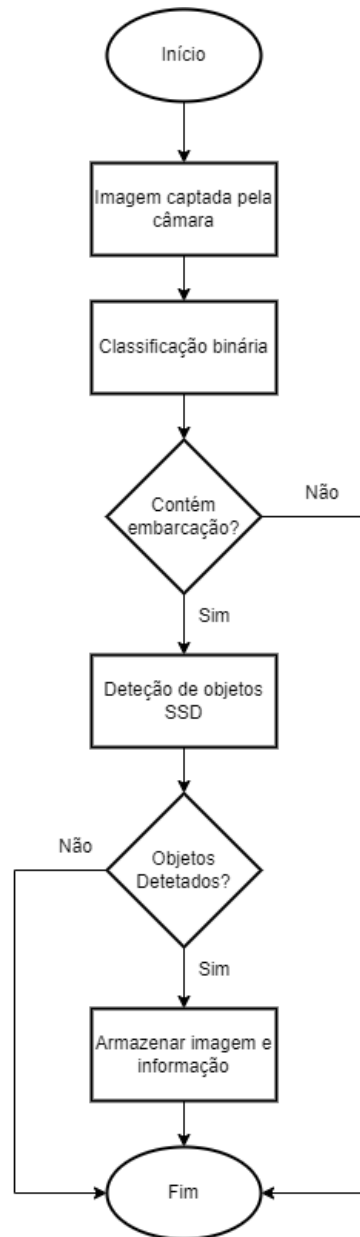 Início
Imagem captada pela
câmara
Classificação binária
Contém
embarcação?
Não
Sim
Deteção de objetos
SSD
Não
Objetos
Detetados?
Sim
Armazenar imagem e
informação
Fim